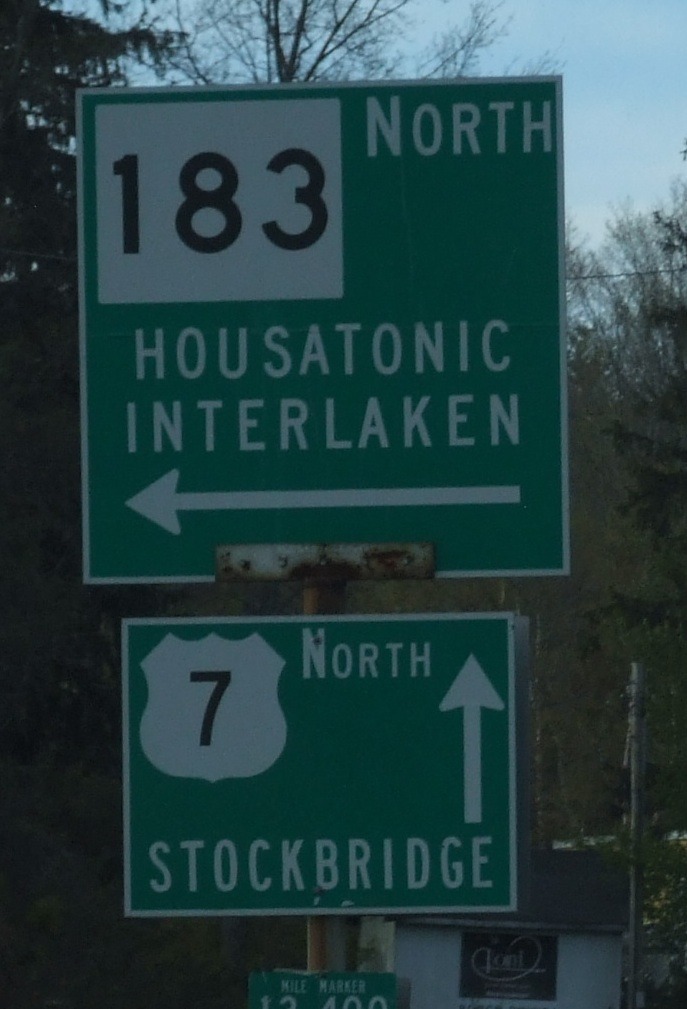 183 NORTH
HOUSATONIC
INTERLAKEN
7 NORTH
STOCKBRIDGE
MILE MARKER